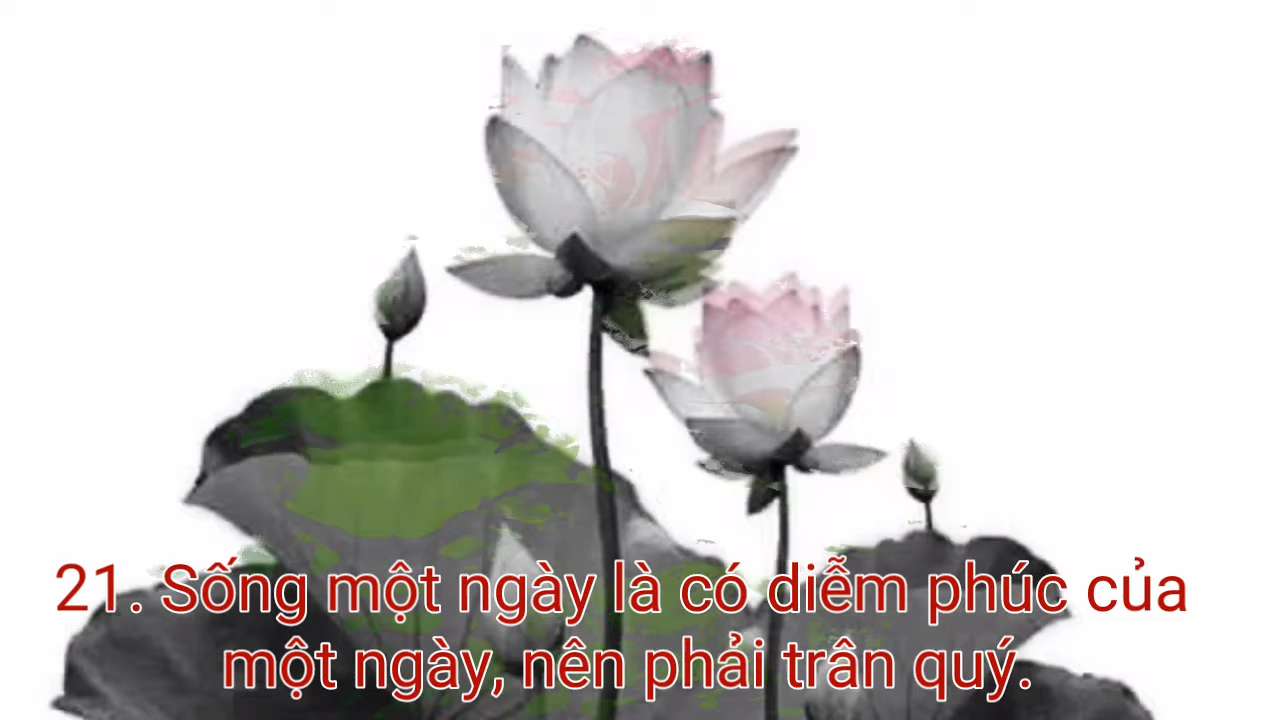 21. Sống một ngày là có diễm phúc của
một ngày, nên phải trân quý.